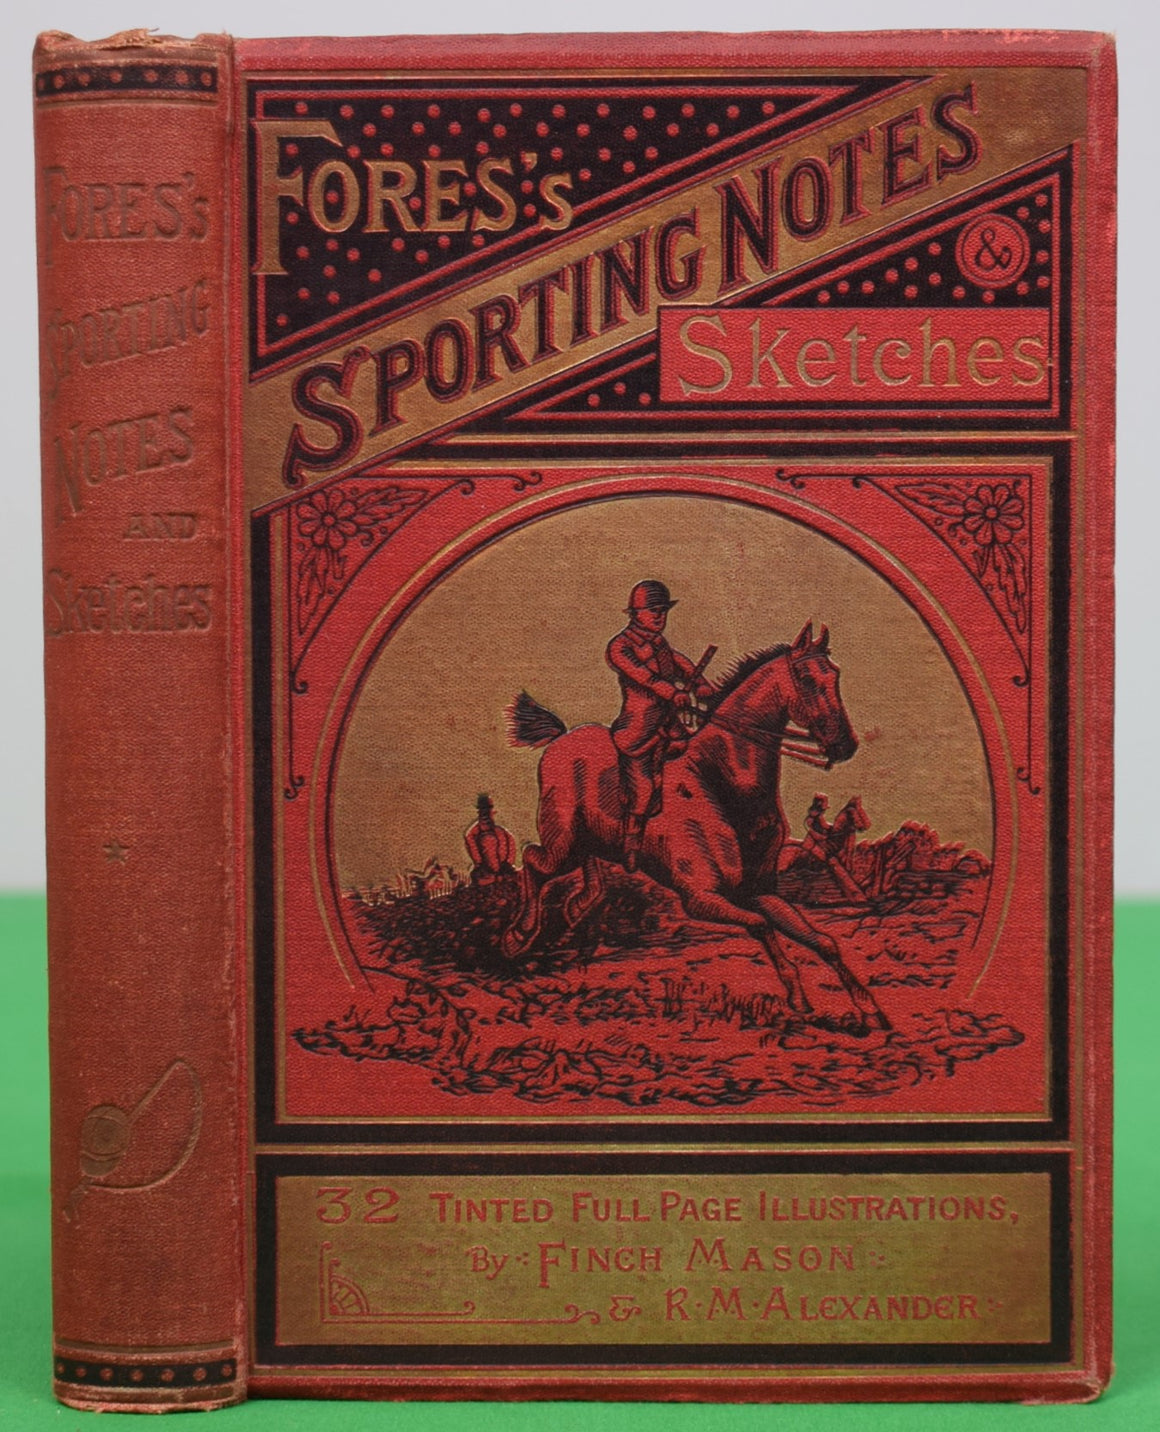 FORES's
SPORTING
NOTES
AND
Sketches
FORES's
SPORTING NOTES
&
Sketches
32 TINTED FULL PAGE ILLUSTRATIONS,
By FINCH MASON
& R. M. ALEXANDER